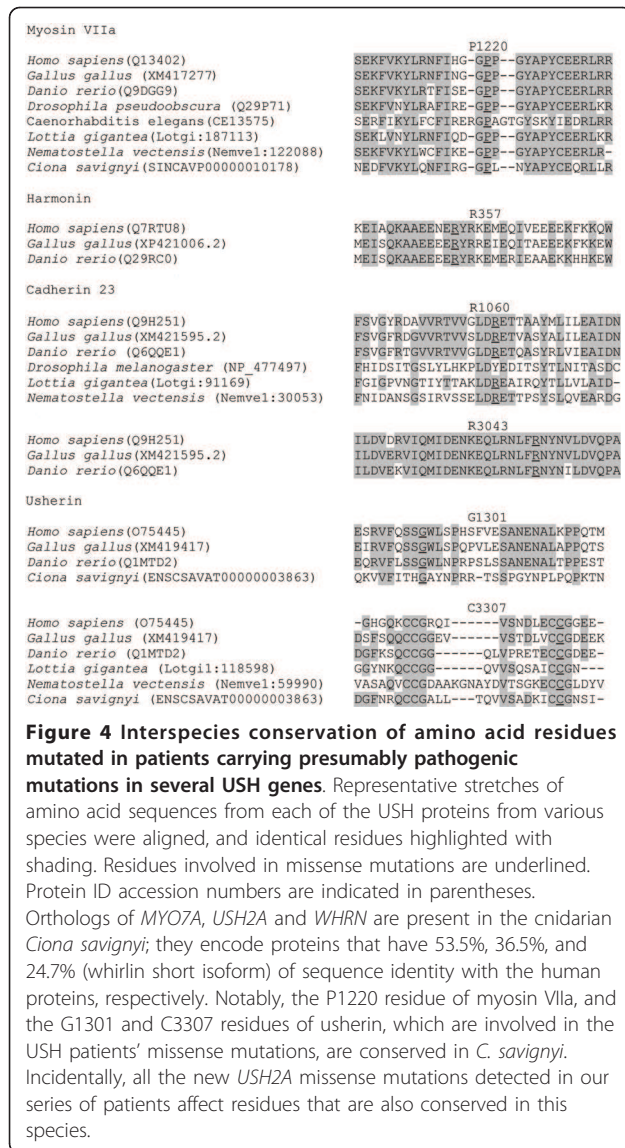 Myosin VIIa
P1220
Homo sapiens(Q13402) SEKFVKYLRNFIHG-GPP--GYAPYCEERLRR
Gallus gallus(XM417277) SEKFVKYLRNFING-GPP--GYAPYCEERLRR
Danio rerio(Q9DGG9) SEKFVKYLRTFISE-GPP--GYAPYCEERLRR
Drosophila pseudoobscura (Q29P71) SEKFVNYLRAFIRE-GPP--GYAPYCEERLKR
Caenorhabditis elegans(CE13575) SERFIKYLFCFIRERGPAGTGYSKYIEDRLRR
Lottia gigantea(Lotgi:187113) SEKLVNYLRNFIQD-GPP--GYAPYCEERLKR
Nematostella vectensis(Nemve1:122088) SEKFVKYLWCFIKE-GPP--GYAPYCEERLR-
Ciona savignyi(SINCAVP00000010178) NEDFVKYLQNFIRG-GPL--NYAPYCEQRLLR
Harmonin
R357
Homo sapiens(Q7RTU8) KEIAQKAAEENERYRKEMEQIVEEEEKFKKQW
Gallus gallus(XP421006.2) MEISQKAAEEEERYRREIEQITAEEEKFKKEW
Danio rerio(Q29RC0) MEISQKAAEEEERYRKEMERIEAAEKKHHKEW
Cadherin 23
R1060
Homo sapiens(Q9H251) FSVGYRDAVVRTVVGLDRETTAAYMLILEAIDN
Gallus gallus(XM421595.2) FSVGFRDGVVRTVVSLDRETVASYALILEAIDN
Danio rerio (Q6QQE1) FSVGFRTGVVRTVVGLDRETQASYRLVIEAIDN
Drosophila melanogaster (NP_477497) FHIDSITGSLYLHKPLDYEDITSYTLNITASDC
Lottia gigantea(Lotgi:91169) FGIGPVNGTIYTTAKLDREAIRQYTLLVLAID-
Nematostella vectensis (Nemve1:30053) FNIDANSGSIRVSSELDRETTPSYSLQVEARDG
R3043
Homo sapiens(Q9H251) ILDVDRVIQMIDENKEQLRNLFRNYNVLDVQPA
Gallus gallus(XM421595.2) ILDVERVIQMIDENKEQLRNLFRNYNVLDVQPA
Danio rerio(Q6QQE1) ILDVEKVIQMIDENKEQLRNLFRNYNILDVQPA
Usherin
G1301
Homo sapiens(O75445) ESRVFQSSGWLSPHSFVESANENALKPPQTM
Gallus gallus(XM419417) EIRVFQSSGWLSPQPVLESANENALAPPQTS
Danio rerio(Q1MTD2) EQRVFLSSGWLNPRPSLSSANENALTPPEST
Ciona savignyi(ENSCSAVAT00000003863) QKVVFITHGAYNPRR-TSSPGYNPLPQPKTN
C3307
Homo sapiens (O75445) -GHGQKCCGRQI------VSNDLECCGGEE-
Gallus gallus (XM419417) DSFSQQCCGGEV------VSTDLVCCGDEEK
Danio rerio (Q1MTD2) DGFKSQCCGG------QLVPRETECCGDEEK
Lottia gigantea (Lotgi1:118598) GGYNKQCCGG------QVVSQSAICCGN---
Nematostella vectensis (Nemve1:59990) VASAQVCCGDAAKGNAYDVTSGKECCGLDYV
Ciona savignyi (ENSCSAVAT00000003863) DGFNRQCCGALL---TQVVSADKICCGNSI-
Figure 4 Interspecies conservation of amino acid residues
mutated in patients carrying presumably pathogenic
mutations in several USH genes. Representative stretches of
amino acid sequences from each of the USH proteins from various
species were aligned, and identical residues highlighted with
shading. Residues involved in missense mutations are underlined.
Protein ID accession numbers are indicated in parentheses.
Orthologs of MYO7A, USH2A and WHRN are present in the cnidarian
Ciona savignyi; they encode proteins that have 53.5%, 36.5%, and
24.7% (whirlin short isoform) of sequence identity with the human
proteins, respectively. Notably, the P1220 residue of myosin VIIa, and
the G1301 and C3307 residues of usherin, which are involved in the
USH patients' missense mutations, are conserved in C. savignyi.
Incidentally, all the new USH2A missense mutations detected in our
series of patients affect residues that are also conserved in this
species.